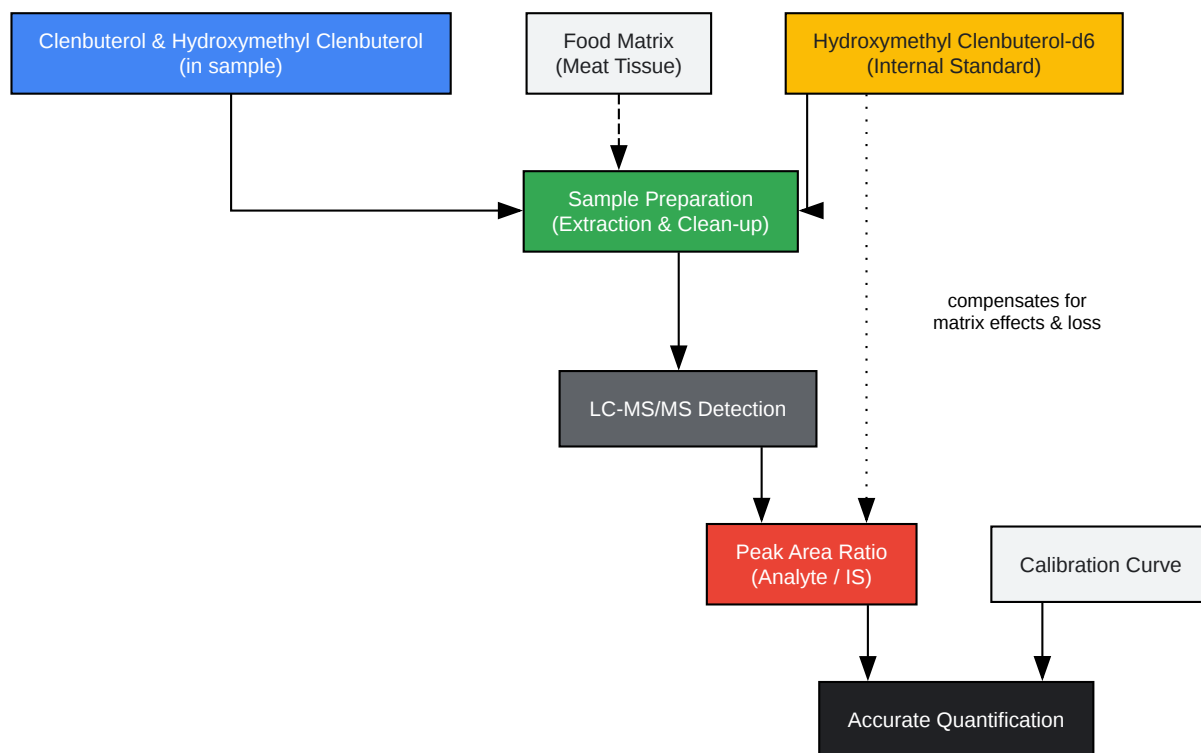 Clenbuterol & Hydroxymethyl Clenbuterol
(in sample)
Food Matrix
(Meat Tissue)
Hydroxymethyl Clenbuterol-d6
(Internal Standard)
Sample Preparation
(Extraction & Clean-up)
compensates for
matrix effects & loss
LC-MS/MS Detection
Peak Area Ratio
(Analyte / IS)
Calibration Curve
Accurate Quantification